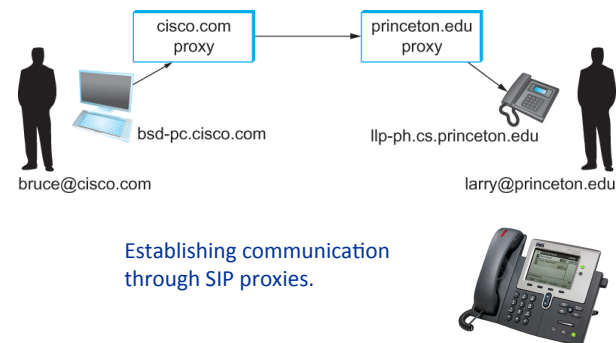 cisco.com
proxy
princeton.edu
proxy
bsd-pc.cisco.com
llp-ph.cs.princeton.edu
bruce@cisco.com
larry@princeton.edu
Establishing communication
through SIP proxies.